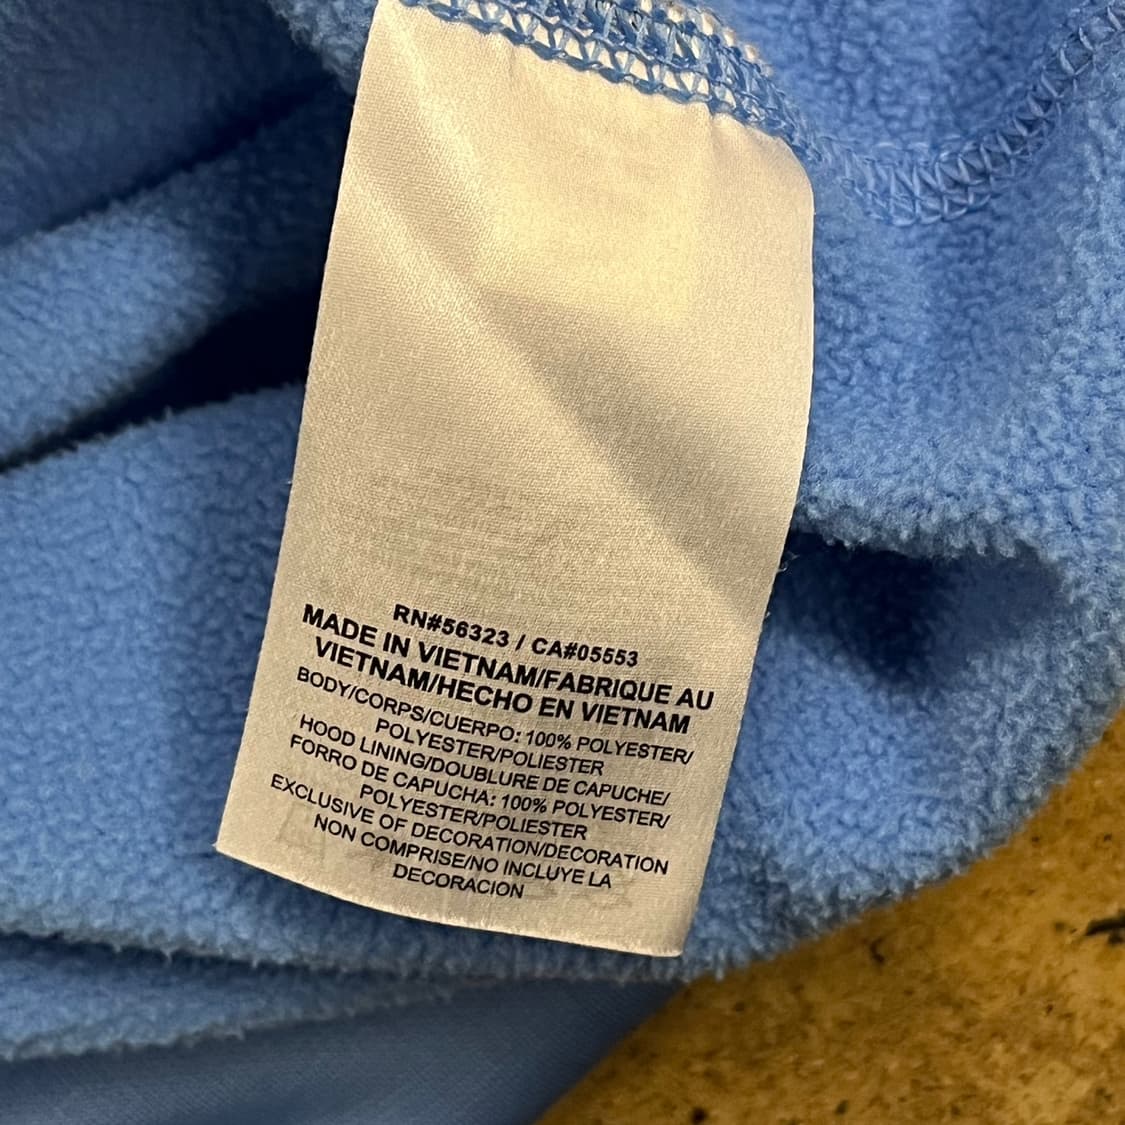 RN#56323 / CA#05553
MADE IN VIETNAM/FABRIQUE AU
VIETNAM/HECHO EN VIETNAM
BODY/CORPS/CUERPO: 100% POLYESTER/
POLYESTER/POLIESTER
HOOD LINING/DOUBLURE DE CAPUCHE/
FORRO DE CAPUCHA: 100% POLYESTER/
POLYESTER/POLIESTER
EXCLUSIVE OF DECORATION/DECORATION
NON COMPRISE/NO INCLUYE LA
DECORACION